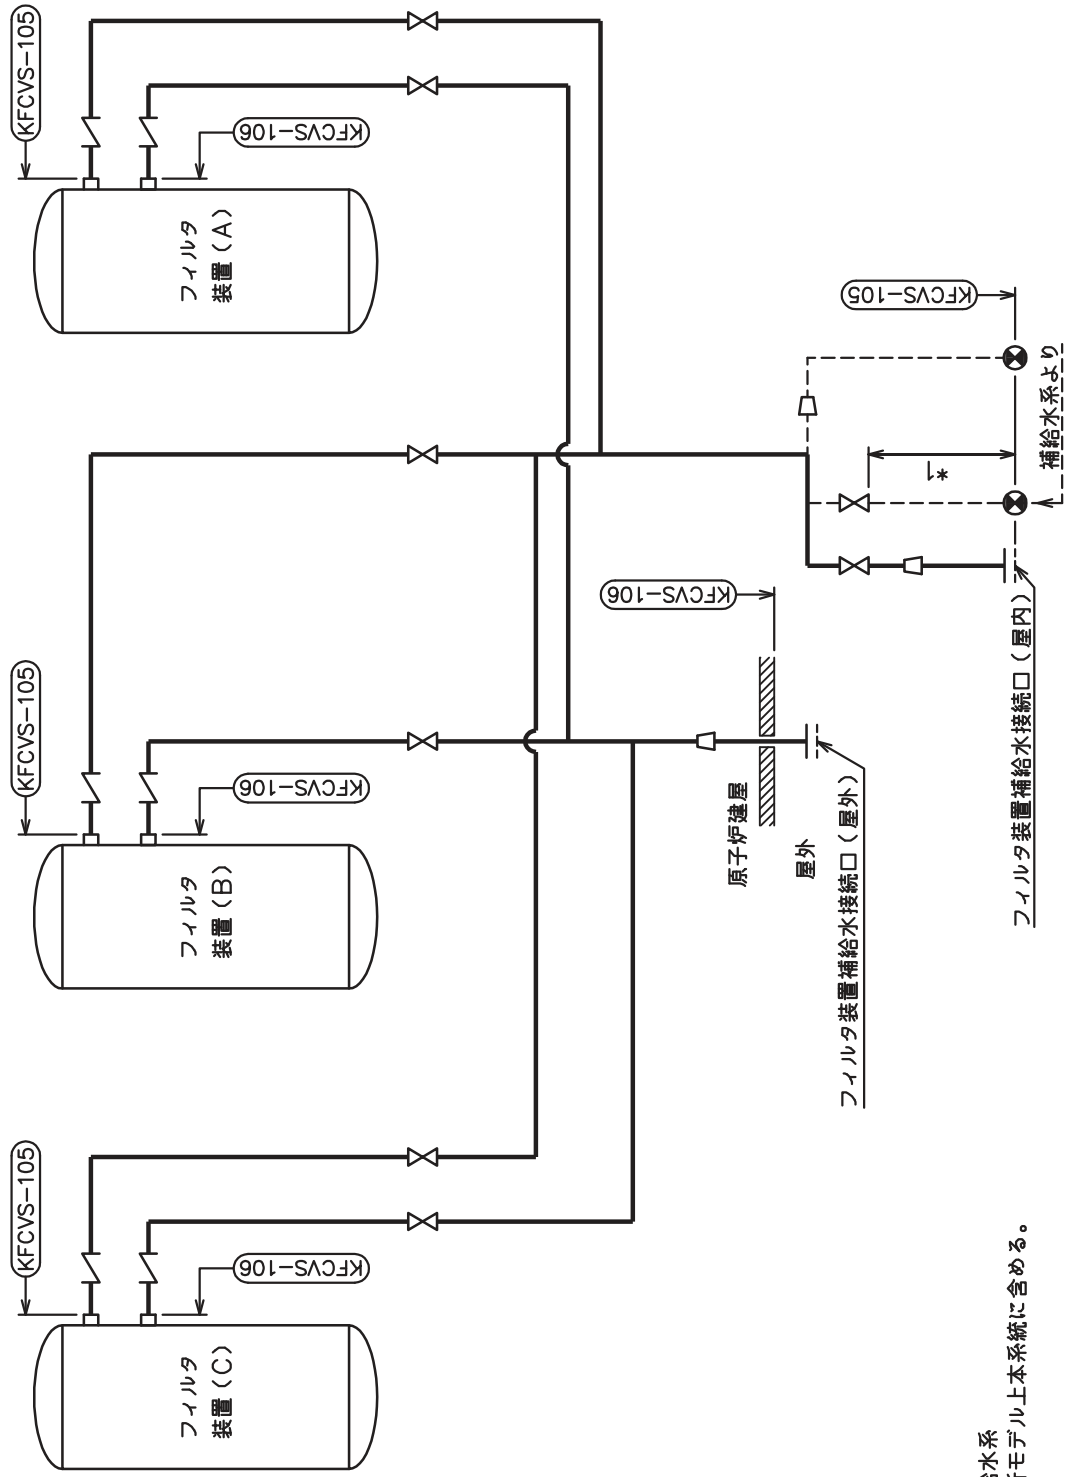 KFCVS-105
KFCVS-106
フィルタ
装置(A)
KFCVS-105
補給水系より
*1
KFCVS-106
KFCVS-105
KFCVS-106
フィルタ
装置(B)
原子炉建屋
屋外
フィルタ装置補給水接続口(屋外)
フィルタ装置補給水接続口(屋内)
KFCVS-105
KFCVS-106
フィルタ
装置(C)
給水系
モデル上本系統に含める。